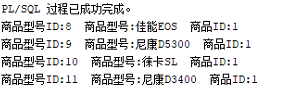 PL/SQL 过程已成功完成。
商品型号ID:8 商品型号:佳能EOS 商品ID:1
商品型号ID:9 商品型号:尼康D5300 商品ID:1
商品型号ID:10 商品型号:徕卡SL 商品ID:1
商品型号ID:11 商品型号:尼康D3400 商品ID:1